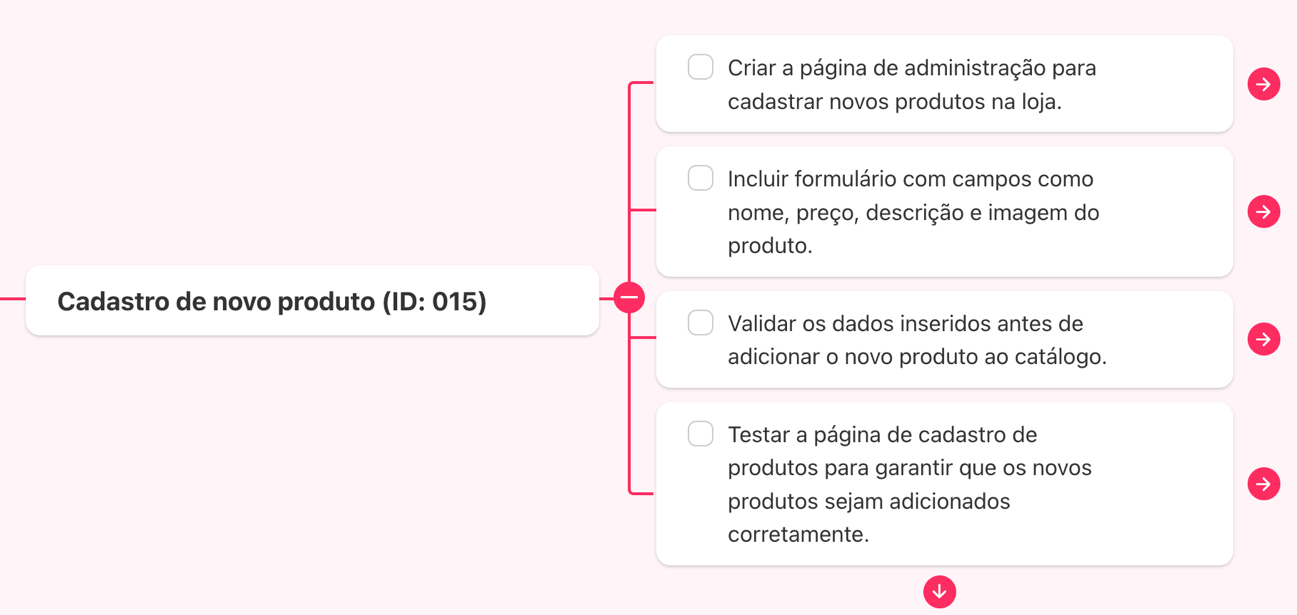 Criar a página de administração para
cadastrar novos produtos na loja.
Incluir formulário com campos como
nome, preço, descrição e imagem do
produto.
Cadastro de novo produto (ID: 015)
Validar os dados inseridos antes de
adicionar o novo produto ao catálogo.
Testar a página de cadastro de
produtos para garantir que os novos
produtos sejam adicionados
corretamente.